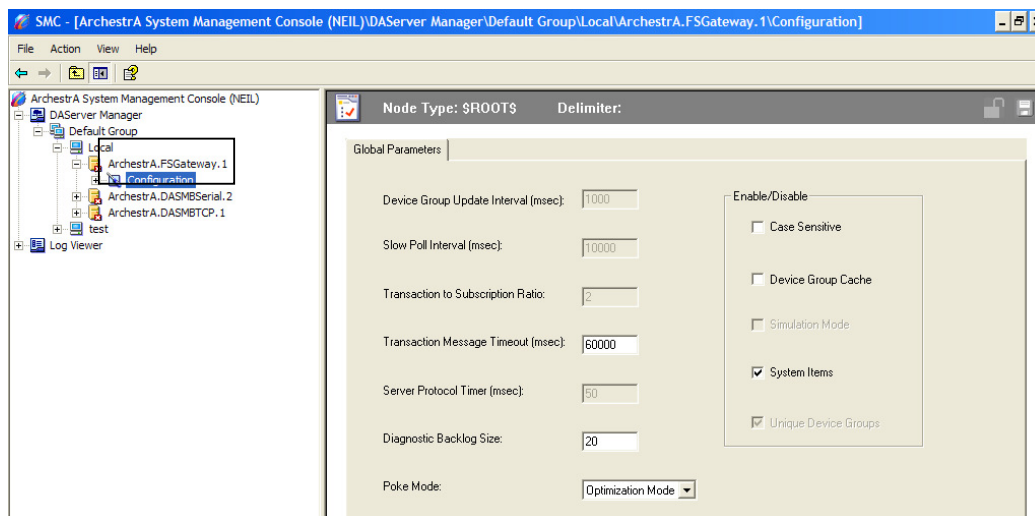 SMC - [ArchestrA System Management Console (NEIL)\DAServer Manager\Default Group\Local\ArchestrA.FSGateway.1\Configuration]
File Action View Help
ArchestrA System Management Console (NEIL)
DAServer Manager
Default Group
Local
ArchestrA.FSGateway.1
Configuration
ArchestrA.DASMBSerial.2
ArchestrA.DASMBTCP.1
test
Log Viewer
Node Type: $ROOT$ Delimiter:
Global Parameters
Device Group Update Interval (msec): 1000
Slow Poll Interval (msec): 10000
Transaction to Subscription Ratio: 2
Transaction Message Timeout (msec): 60000
Server Protocol Timer (msec): 50
Diagnostic Backlog Size: 20
Poke Mode: Optimization Mode
Enable/Disable
Case Sensitive
Device Group Cache
Simulation Mode
System Items
Unique Device Groups